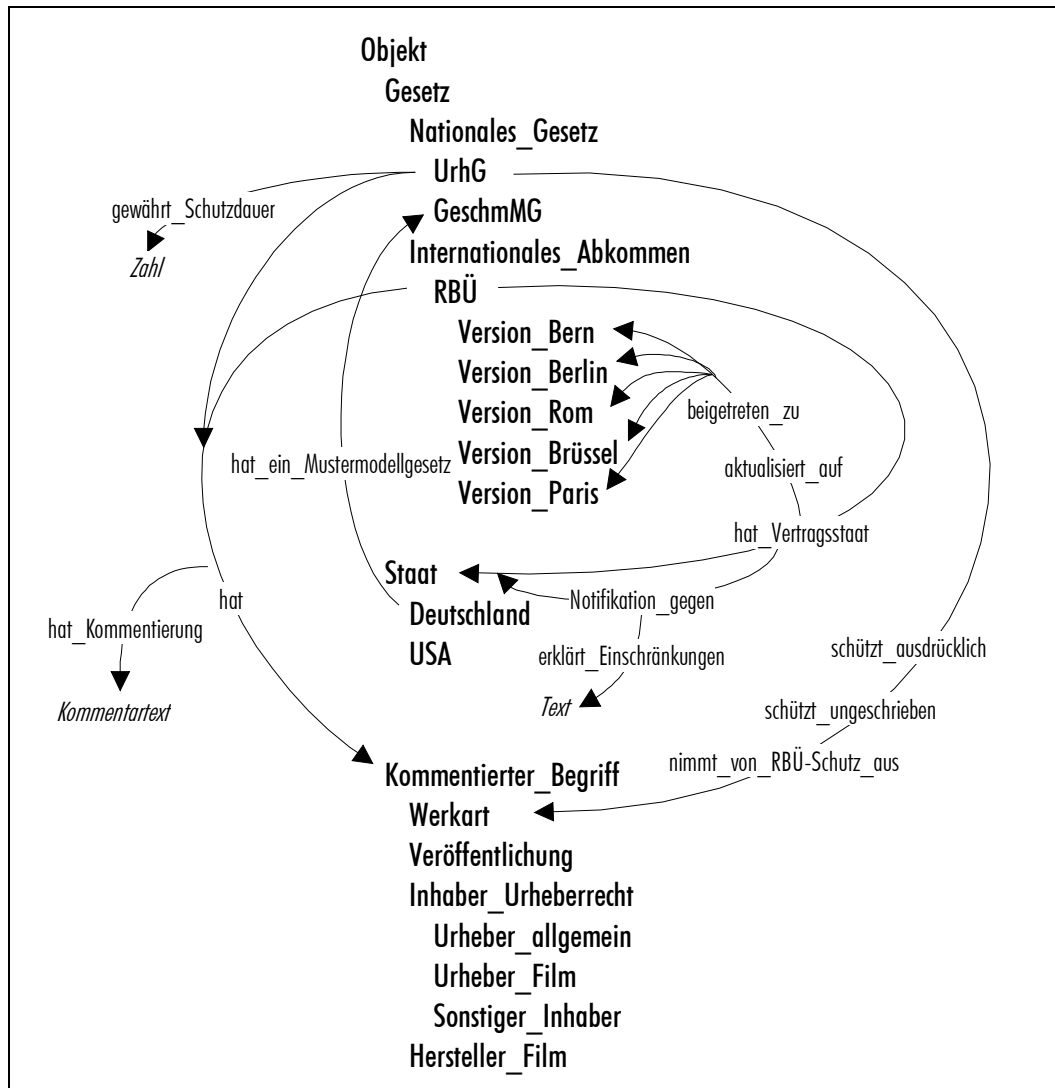 Objekt
Gesetz
Nationales_Gesetz
UrhG
gewährt_Schutzdauer
GeschmMG
Zahl
Internationales_Abkommen
RBÜ
Version_Bern
Version_Berlin
Version_Rom
beigetreten_zu
Version_Brüssel
hat_ein_Mustermodellgesetz
aktualisiert_auf
Version_Paris
hat_Vertragsstaat
Staat
hat
Notifikation_gegen
Deutschland
hat_Kommentierung
USA
erklärt_Einschränkungen
schützt_ausdrücklich
Kommentartext
Text
schützt_ungeschrieben
nimmt_von_RBÜ-Schutz_aus
Kommentierter_Begriff
Werkart
Veröffentlichung
Inhaber_Urheberrecht
Urheber_allgemein
Urheber_Film
Sonstiger_Inhaber
Hersteller_Film